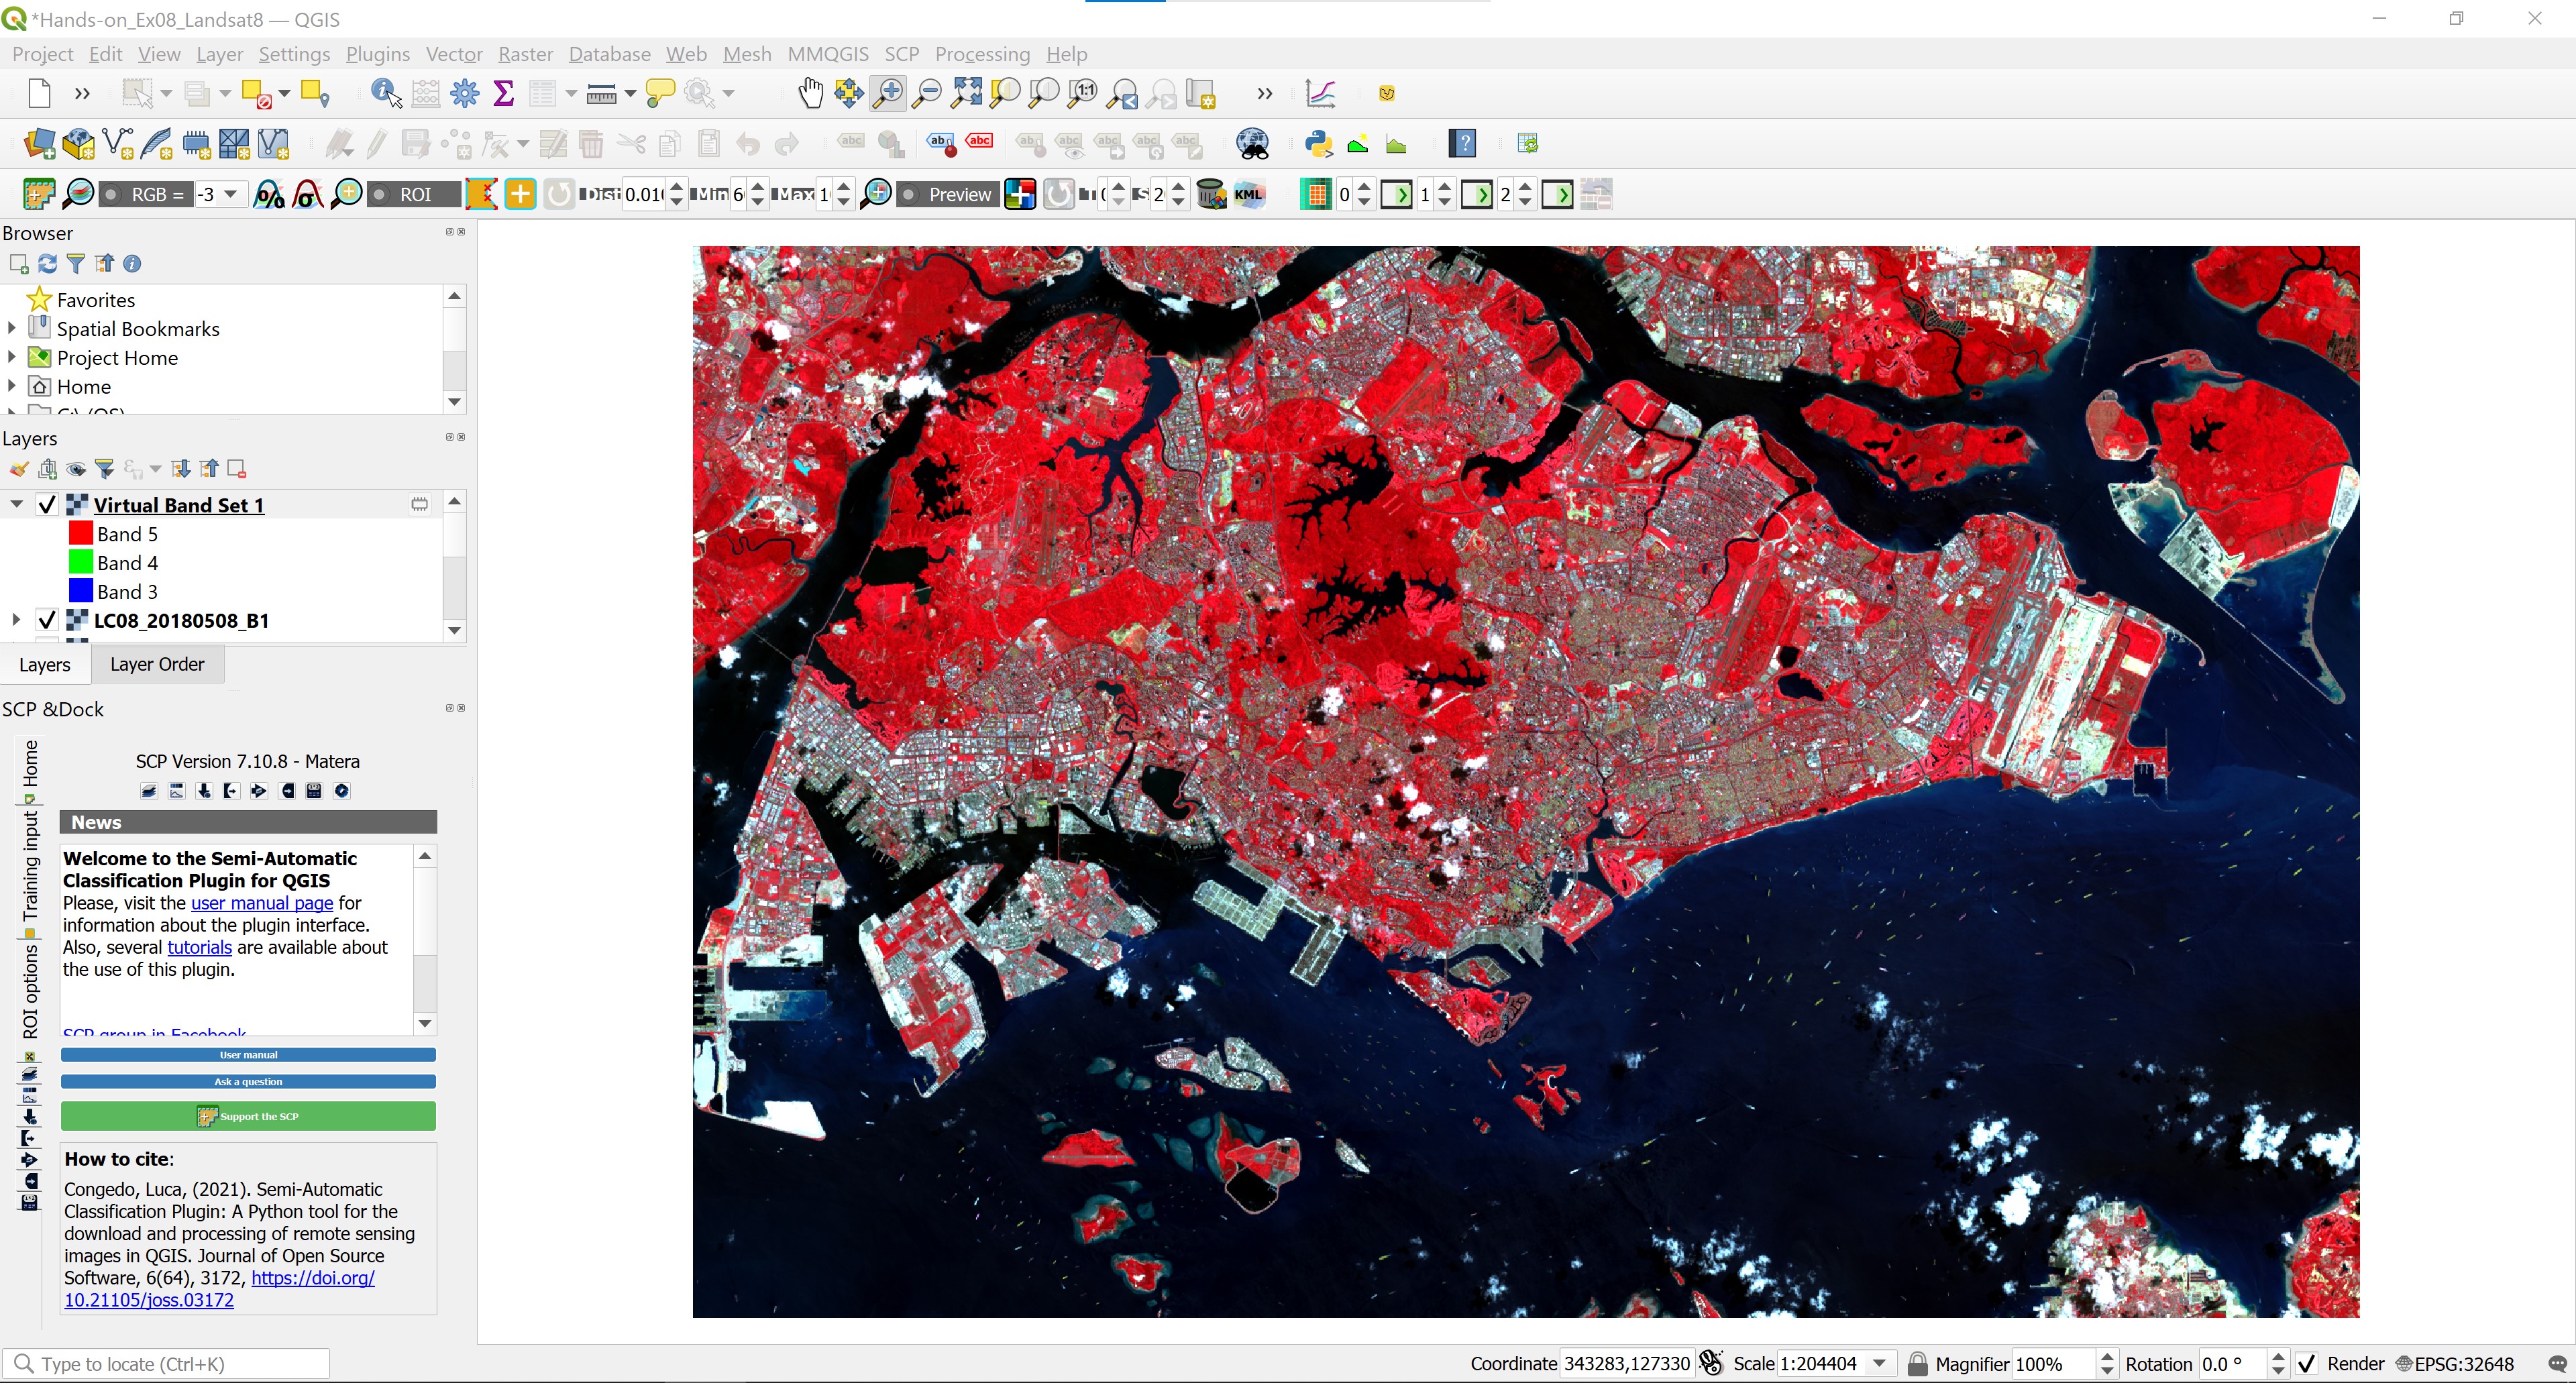 *Hands-on_Ex08_Landsat8 — QGIS
Project Edit View Layer Settings Plugins Vector Raster Database Web Mesh MMQGIS SCP Processing Help
RGB = -3 ROI Dist 0.01 Min 6 Max 1 Preview S 2 KML 0 1 2
Browser
Favorites
Spatial Bookmarks
Project Home
Home
Layers
Virtual Band Set 1
Band 5
Band 4
Band 3
LC08_20180508_B1
Layers Layer Order
SCP &Dock
Home
Training input
ROI options
SCP Version 7.10.8 - Matera
News
Welcome to the Semi-Automatic
Classification Plugin for QGIS
Please, visit the user manual page for
information about the plugin interface.
Also, several tutorials are available about
the use of this plugin.
SCP group in Facebook
User manual
Ask a question
Support the SCP
How to cite:
Congedo, Luca, (2021). Semi-Automatic
Classification Plugin: A Python tool for the
download and processing of remote sensing
images in QGIS. Journal of Open Source
Software, 6(64), 3172, https://doi.org/
10.21105/joss.03172
Type to locate (Ctrl+K)
Coordinate 343283,127330 Scale 1:204404 Magnifier 100% Rotation 0.0 ° Render EPSG:32648